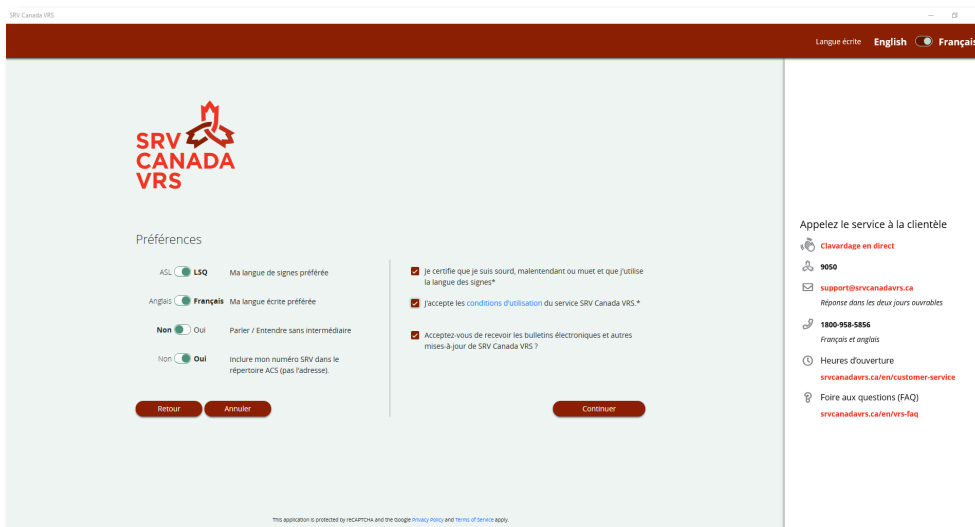 SRV Canada VRS
Langue écrite English Français
SRV
CANADA
VRS
Préférences
ASL LSQ Ma langue de signes préférée
Anglais Français Ma langue écrite préférée
Non Oui Parler / Entendre sans intermédiaire
Non Oui Inclure mon numéro SRV dans le
répertoire ACS (pas l'adresse).
Retour Annuler
Je certifie que je suis sourd, malentendant ou muet et que j'utilise
la langue des signes*
J'accepte les conditions d'utilisation du service SRV Canada VRS.*
Acceptez-vous de recevoir les bulletins électroniques et autres
mises-à-jour de SRV Canada VRS ?
Continuer
Appelez le service à la clientèle
Clavardage en direct
9050
support@srvcanadavrs.ca
Réponse dans les deux jours ouvrables
1800-958-5856
Français et anglais
Heures d'ouverture
srvcanadavrs.ca/en/customer-service
Foire aux questions (FAQ)
srvcanadavrs.ca/en/vrs-faq
This application is protected by reCAPTCHA and the Google Privacy Policy and Terms of Service apply.